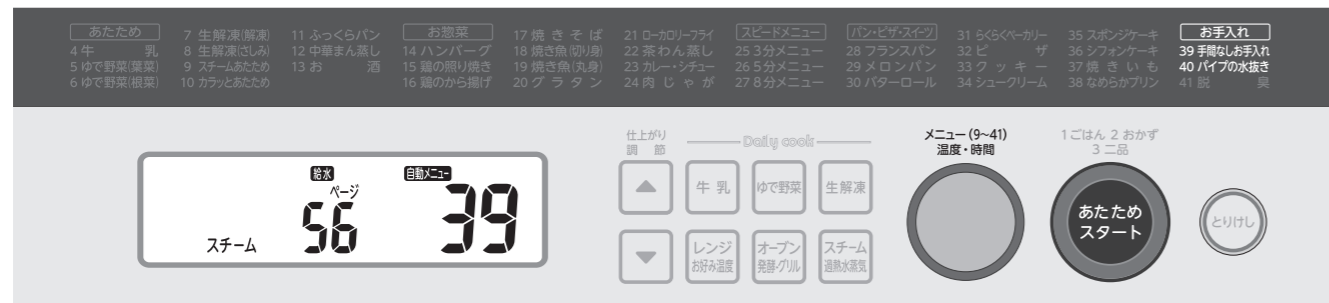 あたため
4 牛 乳
5 ゆで野菜(葉菜)
6 ゆで野菜(根菜)
7 生解凍(解凍)
8 生解凍(さしみ)
9 スチームあたため
10 カラッとあたため
11 ふっくらパン
12 中華まん蒸し
13 お 酒
お惣菜
14 ハンバーグ
15 鶏の照り焼き
16 鶏のから揚げ
17 焼きそば
18 焼き魚(切り身)
19 焼き魚(丸身)
20 グラタン
21 ローカロリーフライ
22 茶わん蒸し
23 カレー・シチュー
24 肉じゃが
スピードメニュー
25 3分メニュー
26 5分メニュー
27 8分メニュー
パン・ピザ・スイーツ
28 フランスパン
29 メロンパン
30 バターロール
31 らくらくベーカリー
32 ピ ザ
33 クッキー
34 シュークリーム
35 スポンジケーキ
36 シフォンケーキ
37 焼きいも
38 なめらかプリン
お手入れ
39 手間なしお手入れ
40 パイプの水抜き
41 脱 臭
給水
ページ
56
自動メニュー
39
スチーム
仕上がり
調 節
Daily cook
牛 乳
ゆで野菜
生解凍
レンジ
お好み温度
オーブン
発酵・グリル
スチーム
過熱水蒸気
メニュー(9~41)
温度・時間
1 ごはん 2 おかず
3 二品
あたため
スタート
とりけし